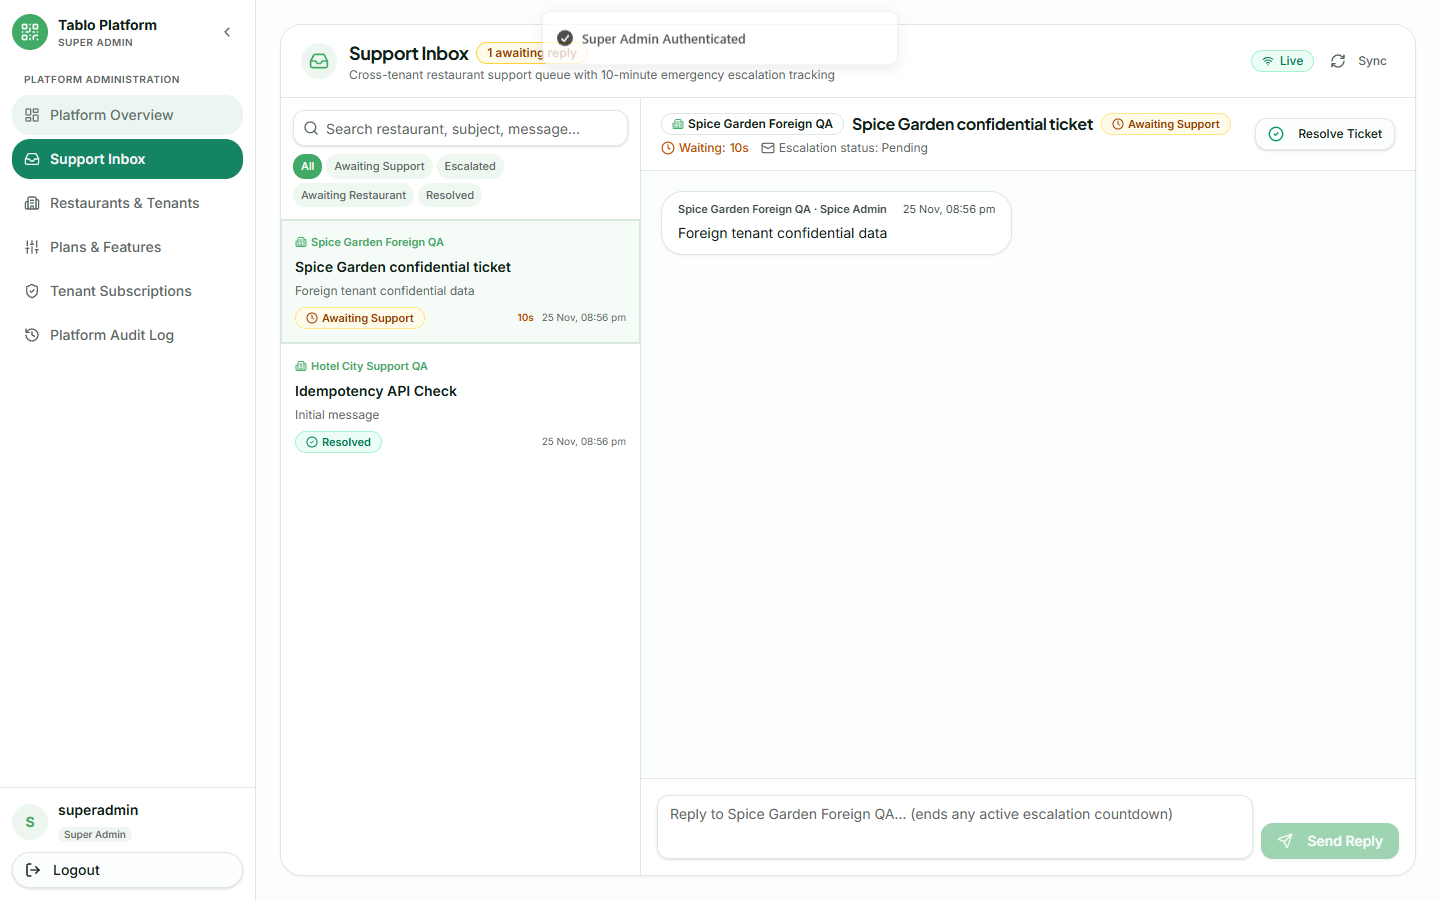 Tablo Platform
SUPER ADMIN
PLATFORM ADMINISTRATION
Platform Overview
Support Inbox
Restaurants & Tenants
Plans & Features
Tenant Subscriptions
Platform Audit Log
S
superadmin
Super Admin
Logout
Super Admin Authenticated
Support Inbox
1 awaiting reply
Cross-tenant restaurant support queue with 10-minute emergency escalation tracking
Live
Sync
Search restaurant, subject, message...
All
Awaiting Support
Escalated
Awaiting Restaurant
Resolved
Spice Garden Foreign QA
Spice Garden confidential ticket
Foreign tenant confidential data
Awaiting Support
10s 25 Nov, 08:56 pm
Hotel City Support QA
Idempotency API Check
Initial message
Resolved
25 Nov, 08:56 pm
Spice Garden Foreign QA
Spice Garden confidential ticket
Awaiting Support
Waiting: 10s
Escalation status: Pending
Resolve Ticket
Spice Garden Foreign QA · Spice Admin 25 Nov, 08:56 pm
Foreign tenant confidential data
Reply to Spice Garden Foreign QA... (ends any active escalation countdown)
Send Reply